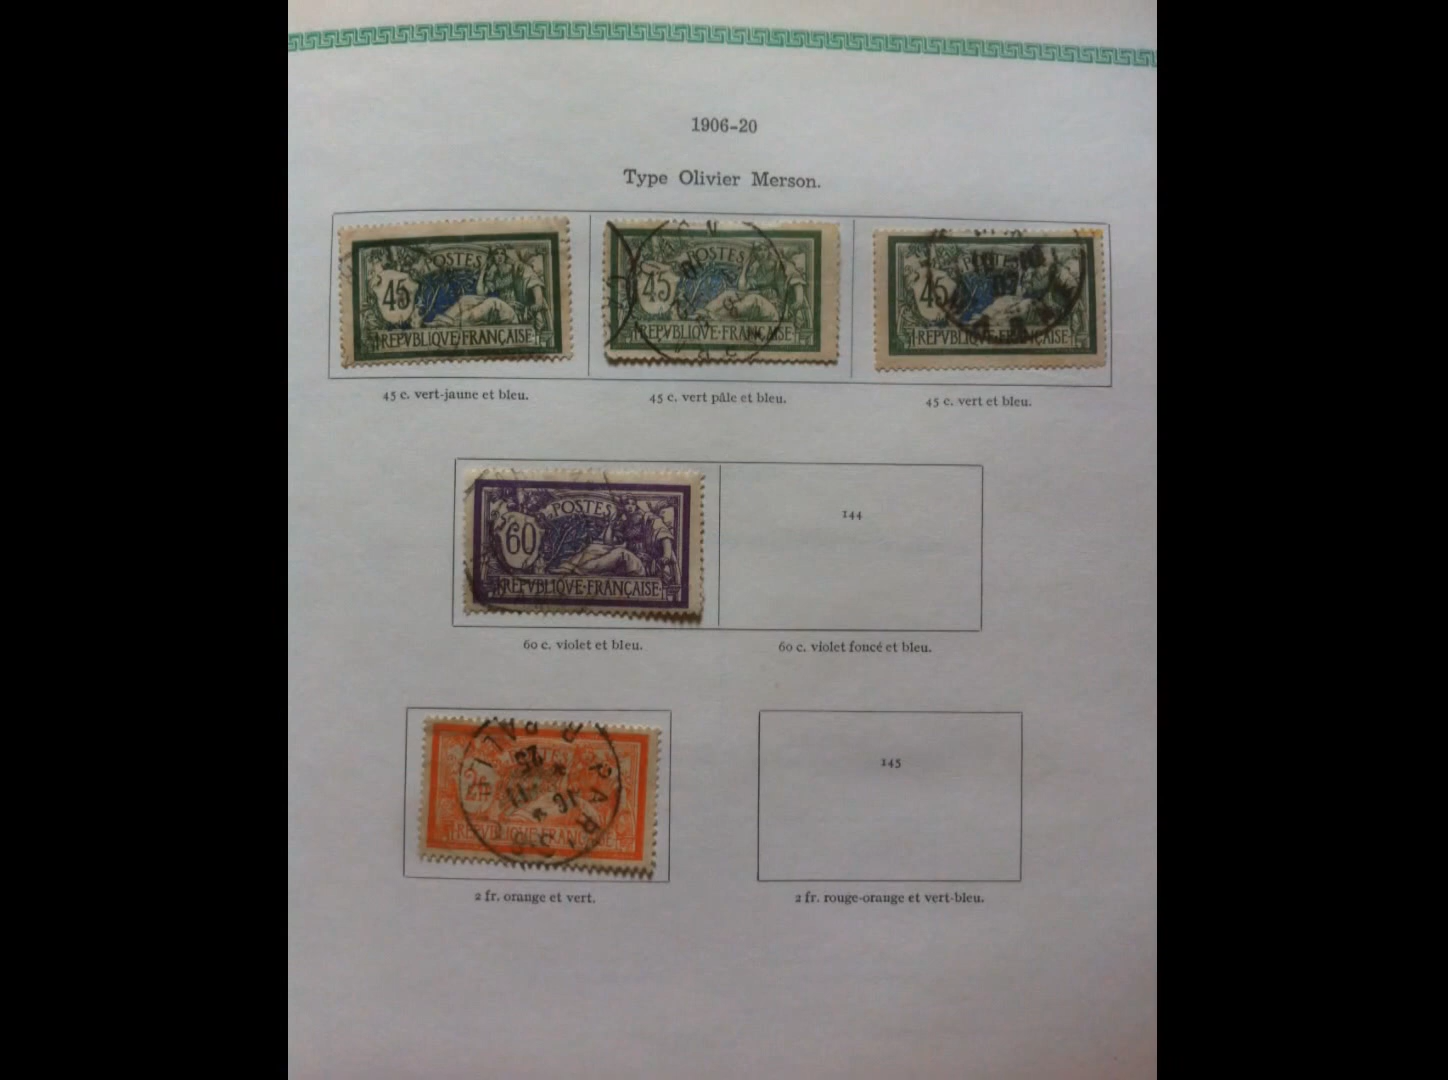 1906-20
Type Olivier Merson.
45 POSTES REPVBLIQVE·FRANÇAISE
45 POSTES REPVBLIQVE·FRANÇAISE
45 REPVBLIQVE·FRANÇAISE
45 c. vert-jaune et bleu.
45 c. vert pâle et bleu.
45 c. vert et bleu.
60 POSTES REPVBLIQVE·FRANÇAISE
144
60 c. violet et bleu.
60 c. violet foncé et bleu.
2F REPVBLIQVE·FRANÇAISE
145
2 fr. orange et vert.
2 fr. rouge-orange et vert-bleu.